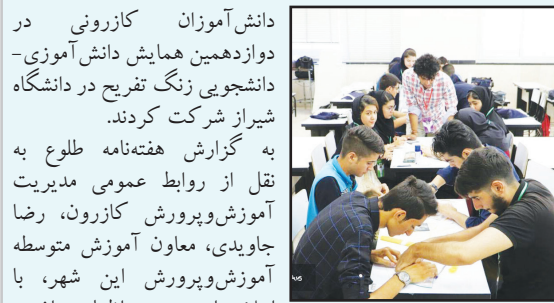 دانش‌آموزان کازرونی در
دوازدهمین همایش دانش‌آموزی-
دانشجویی زنگ تفریح در دانشگاه
شیراز شرکت کردند.
به گزارش هفته‌نامه طلوع به
نقل از روابط عمومی مدیریت
آموزش‌وپرورش کازرون، رضا
جاویدی، معاون آموزش متوسطه
آموزش‌وپرورش این شهر، با